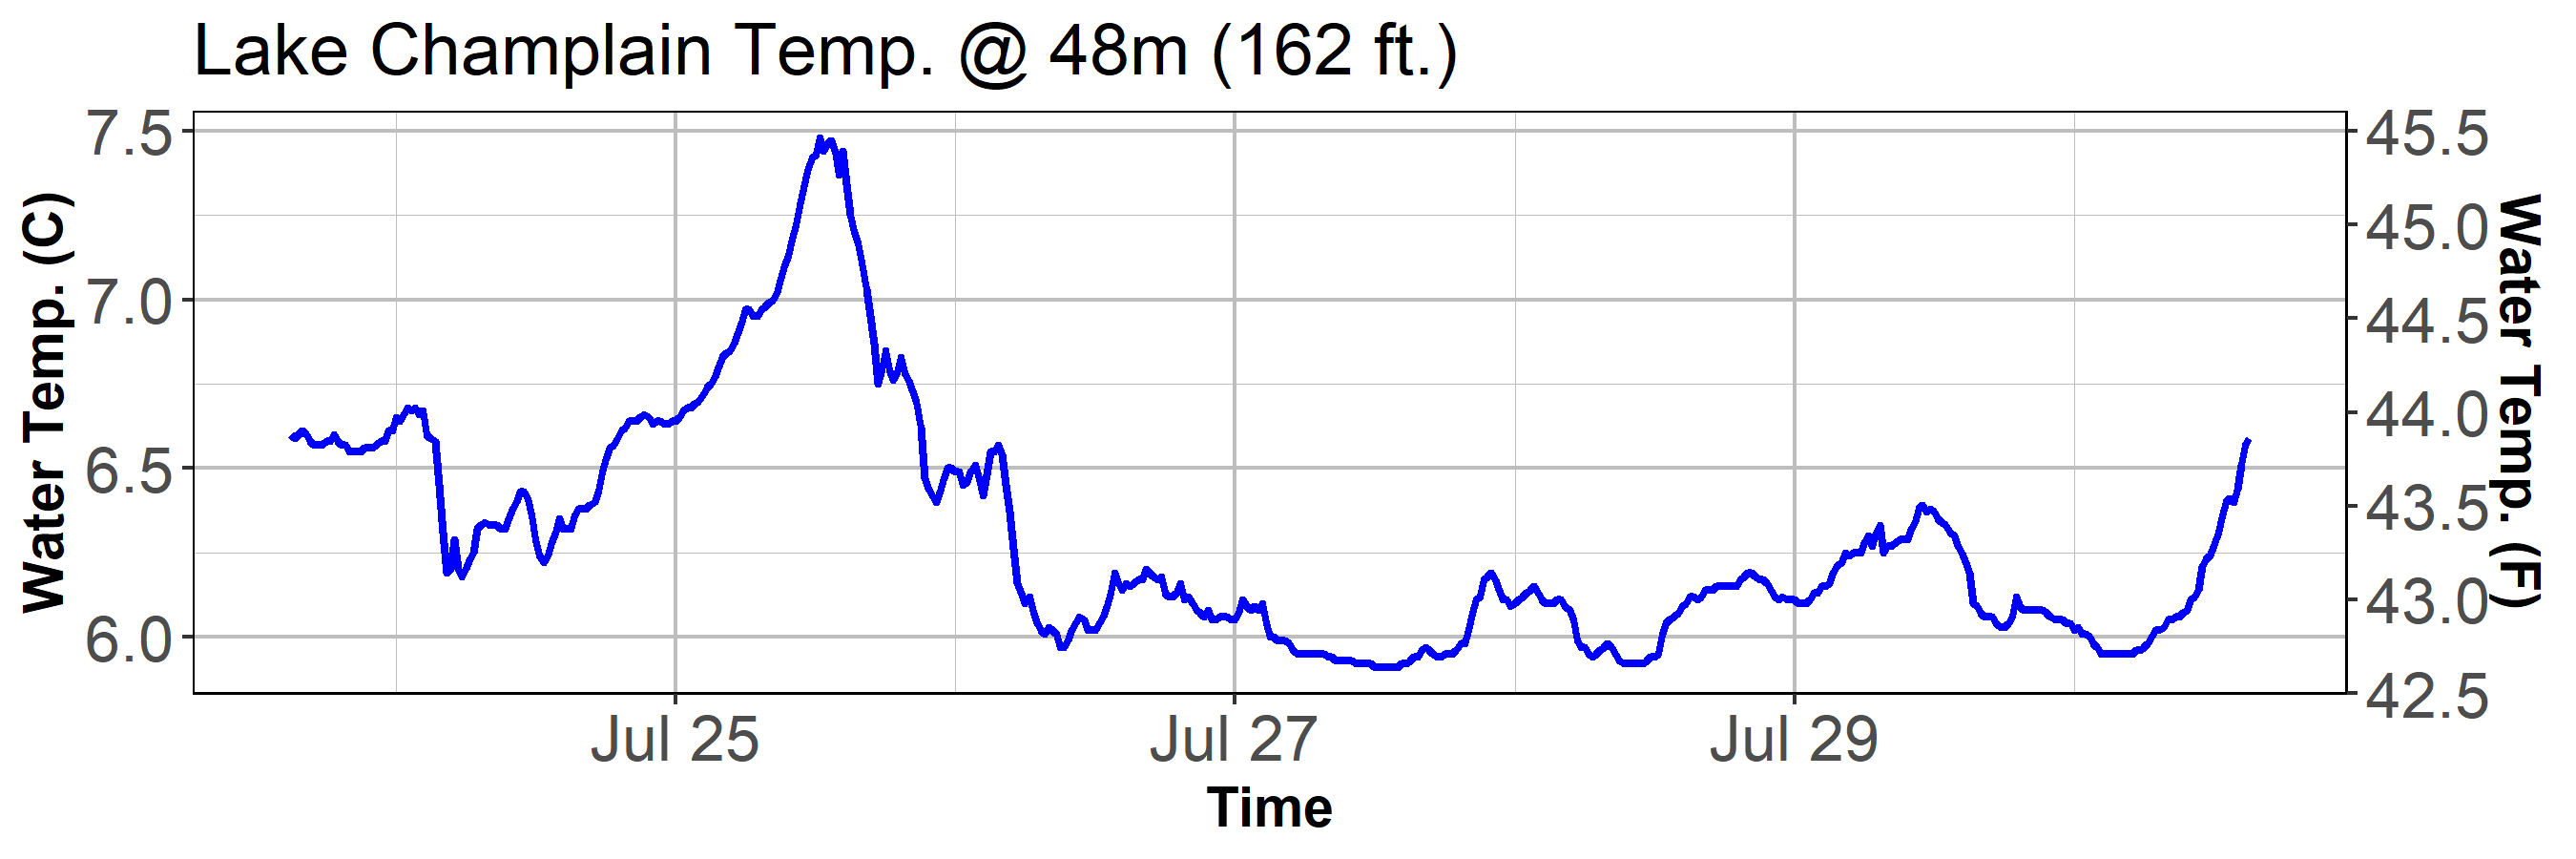 Lake Champlain Temp. @ 48m (162 ft.)
Water Temp. (C)
7.5
7.0
6.5
6.0
45.5
45.0
44.5
44.0
43.5
43.0
42.5
Water Temp. (F)
Jul 25
Jul 27
Jul 29
Time